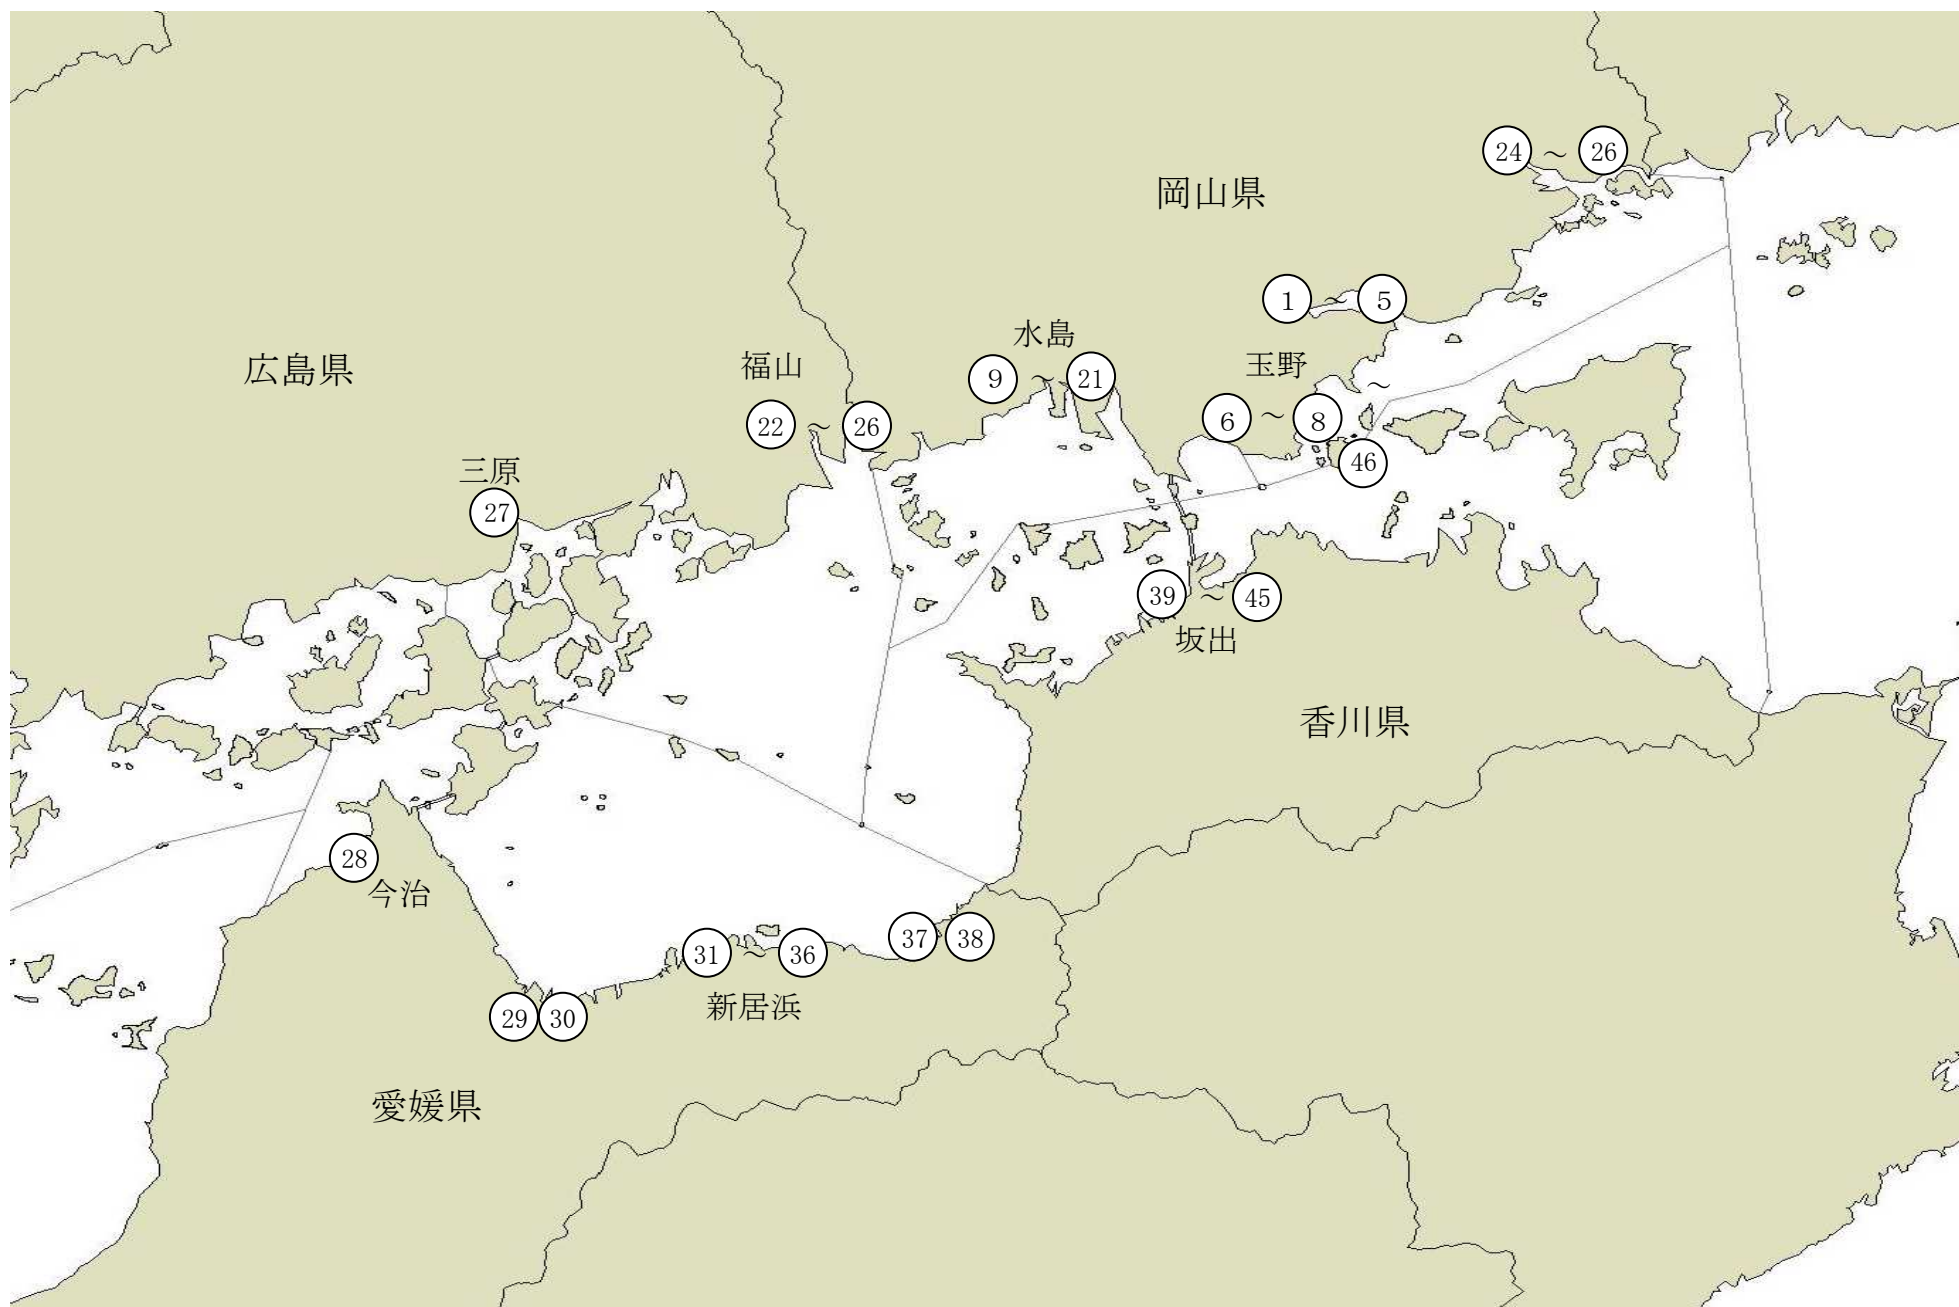 24 ～ 26
岡山県
1 ～ 5
水島
福山
玉野
広島県
9 ～ 21
～
6 ～ 8
22 ～ 26
三原
46
27
39 ～ 45
坂出
香川県
28
今治
37 38
31 ～ 36
新居浜
29 30
愛媛県